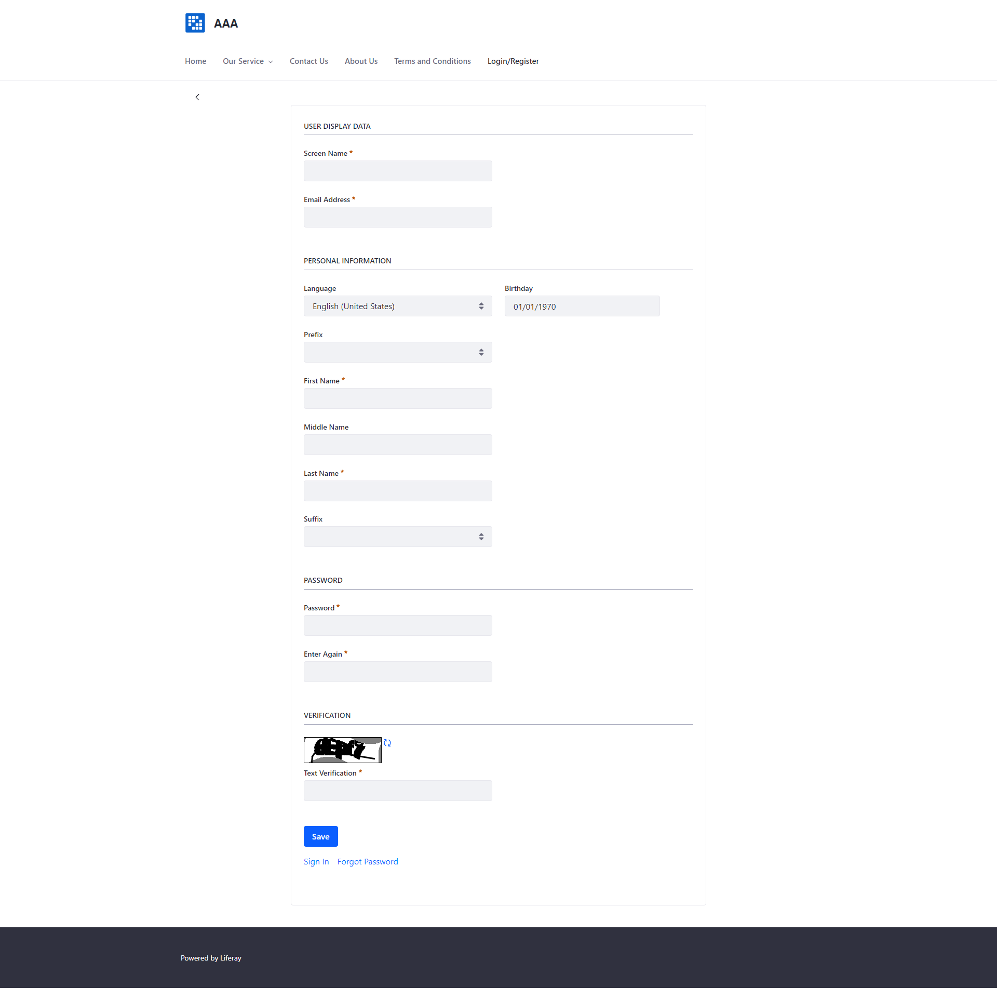 AAA
Home Our Service Contact Us About Us Terms and Conditions Login/Register
USER DISPLAY DATA
Screen Name *
Email Address *
PERSONAL INFORMATION
Language Birthday
English (United States) 01/01/1970
Prefix
First Name *
Middle Name
Last Name *
Suffix
PASSWORD
Password *
Enter Again *
VERIFICATION
Text Verification *
Save
Sign In Forgot Password
Powered by Liferay